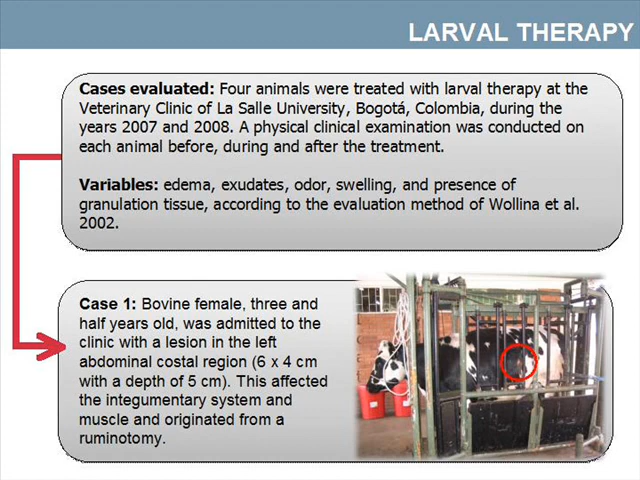 LARVAL THERAPY
Cases evaluated: Four animals were treated with larval therapy at the
Veterinary Clinic of La Salle University, Bogotá, Colombia, during the
years 2007 and 2008. A physical clinical examination was conducted on
each animal before, during and after the treatment.
Variables: edema, exudates, odor, swelling, and presence of
granulation tissue, according to the evaluation method of Wollina et al.
2002.
Case 1: Bovine female, three and
half years old, was admitted to the
clinic with a lesion in the left
abdominal costal region (6 x 4 cm
with a depth of 5 cm). This affected
the integumentary system and
muscle and originated from a
ruminotomy.